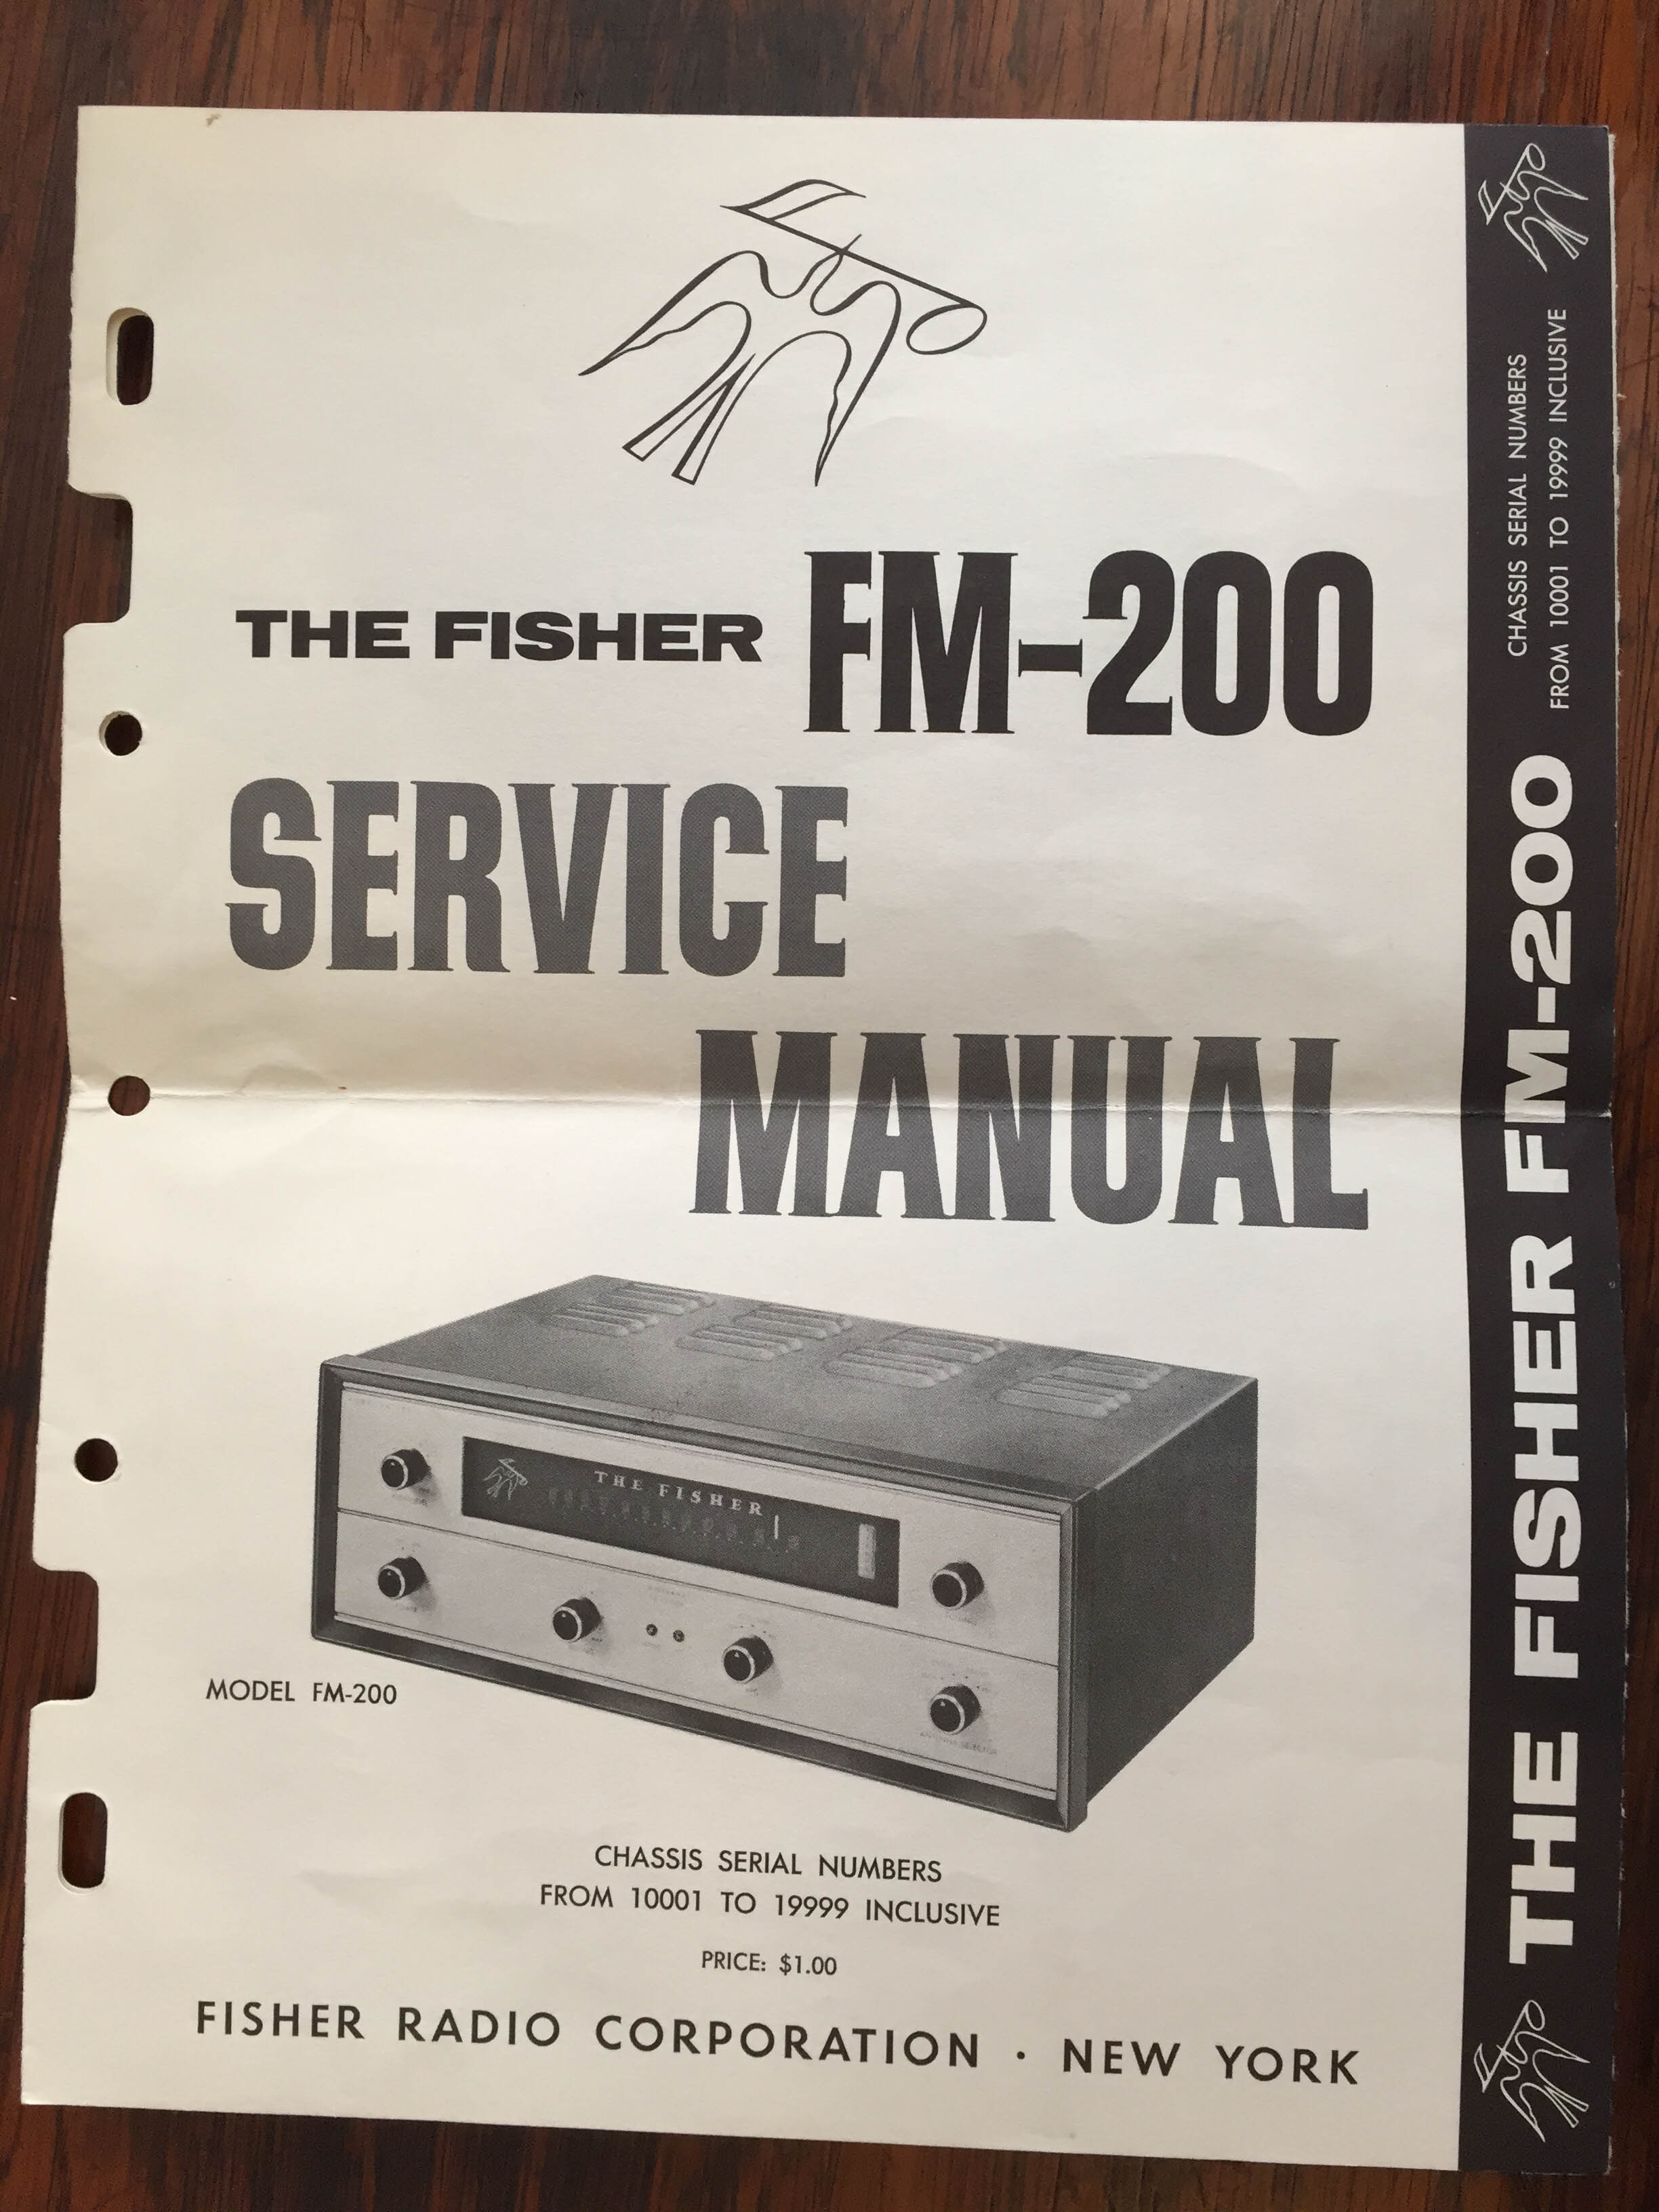 THE FISHER FM-200
SERVICE
MANUAL
THE FISHER
MODEL FM-200
CHASSIS SERIAL NUMBERS
FROM 10001 TO 19999 INCLUSIVE
PRICE: $1.00
FISHER RADIO CORPORATION · NEW YORK
THE FISHER FM-200
CHASSIS SERIAL NUMBERS
FROM 10001 TO 19999 INCLUSIVE